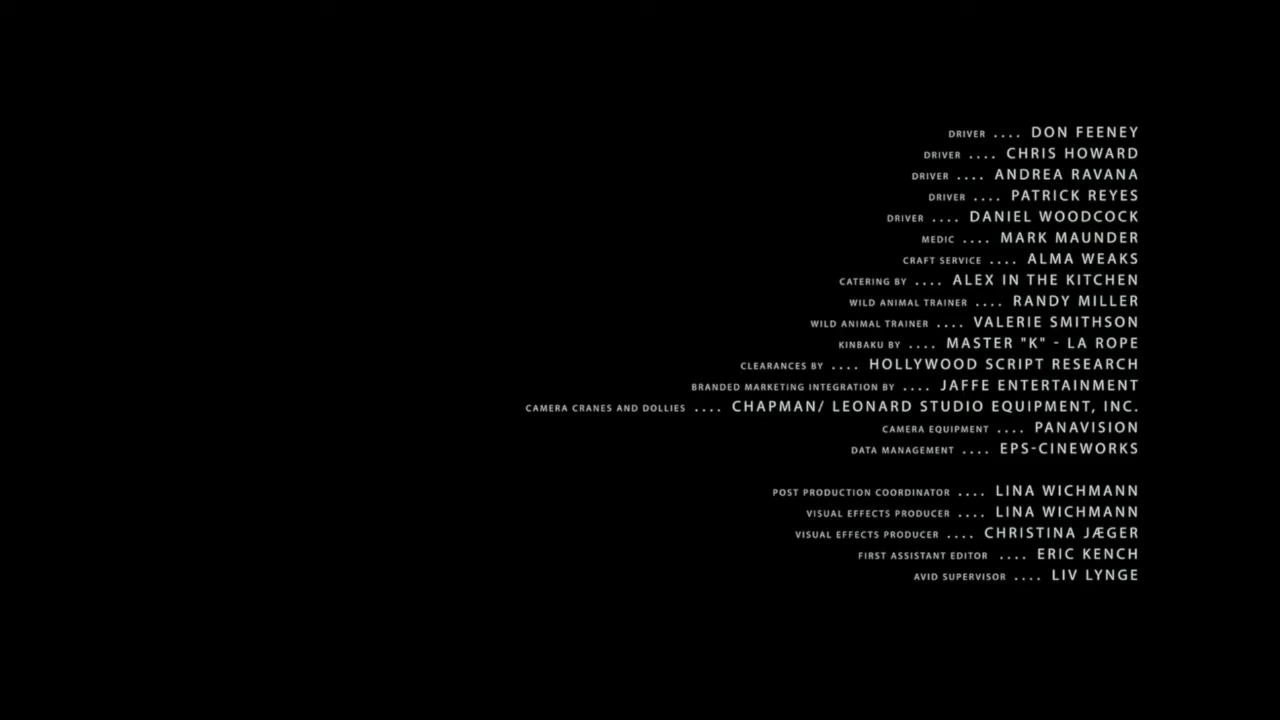 DRIVER .... DON FEENEY
DRIVER .... CHRIS HOWARD
DRIVER .... ANDREA RAVANA
DRIVER .... PATRICK REYES
DRIVER .... DANIEL WOODCOCK
MEDIC .... MARK MAUNDER
CRAFT SERVICE .... ALMA WEAKS
CATERING BY .... ALEX IN THE KITCHEN
WILD ANIMAL TRAINER .... RANDY MILLER
WILD ANIMAL TRAINER .... VALERIE SMITHSON
KINBAKU BY .... MASTER "K" - LA ROPE
CLEARANCES BY .... HOLLYWOOD SCRIPT RESEARCH
BRANDED MARKETING INTEGRATION BY .... JAFFE ENTERTAINMENT
CAMERA CRANES AND DOLLIES .... CHAPMAN/ LEONARD STUDIO EQUIPMENT, INC.
CAMERA EQUIPMENT .... PANAVISION
DATA MANAGEMENT .... EPS-CINEWORKS
POST PRODUCTION COORDINATOR .... LINA WICHMANN
VISUAL EFFECTS PRODUCER .... LINA WICHMANN
VISUAL EFFECTS PRODUCER .... CHRISTINA JÆGER
FIRST ASSISTANT EDITOR .... ERIC KENCH
AVID SUPERVISOR .... LIV LYNGE